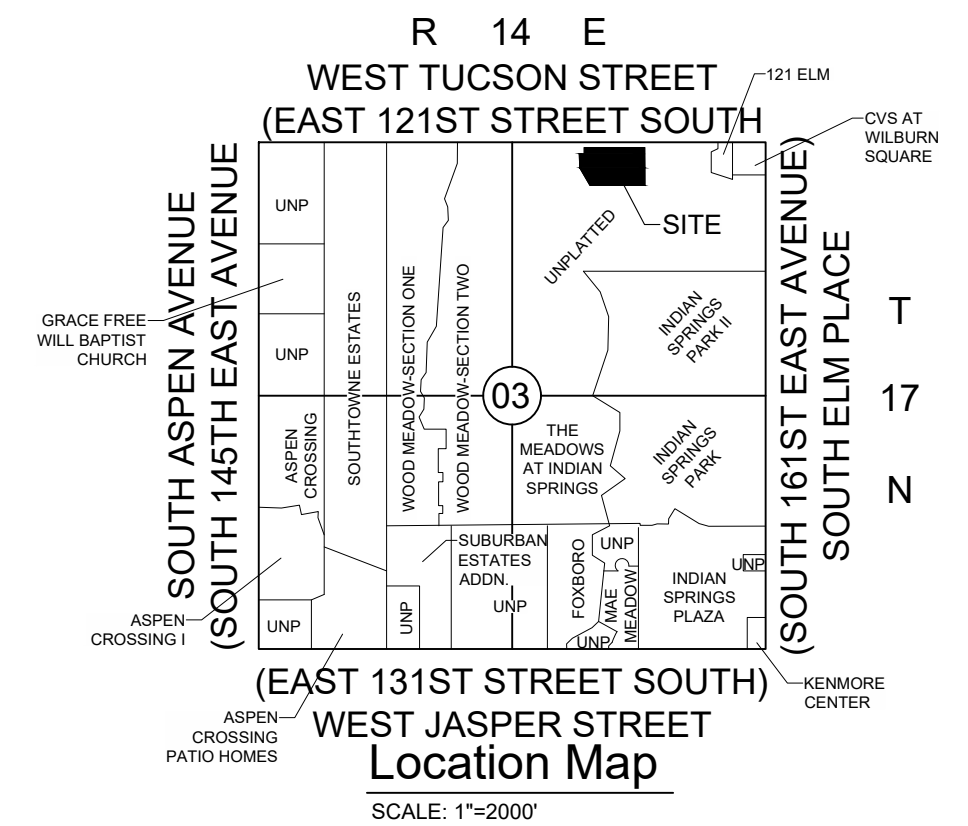 R 14 E
WEST TUCSON STREET
(EAST 121ST STREET SOUTH
121 ELM
CVS AT
WILBURN
SQUARE
SOUTH ASPEN AVENUE
(SOUTH 145TH EAST AVENUE
(SOUTH 161ST EAST AVENUE)
SOUTH ELM PLACE
T
17
N
UNP
GRACE FREE
WILL BAPTIST
CHURCH
UNP
SOUTHTOWNE ESTATES
WOOD MEADOW-SECTION ONE
WOOD MEADOW-SECTION TWO
UNPLATTED
SITE
INDIAN
SPRINGS
PARK II
03
ASPEN
CROSSING
THE
MEADOWS
AT INDIAN
SPRINGS
INDIAN
SPRINGS
PARK
SUBURBAN
ESTATES
ADDN.
UNP
FOXBORO
UNP
MAE
MEADOW
UNP
INDIAN
SPRINGS
PLAZA
UNP
ASPEN
CROSSING I
UNP
UNP
KENMORE
CENTER
ASPEN
CROSSING
PATIO HOMES
(EAST 131ST STREET SOUTH)
WEST JASPER STREET
Location Map
SCALE: 1"=2000'